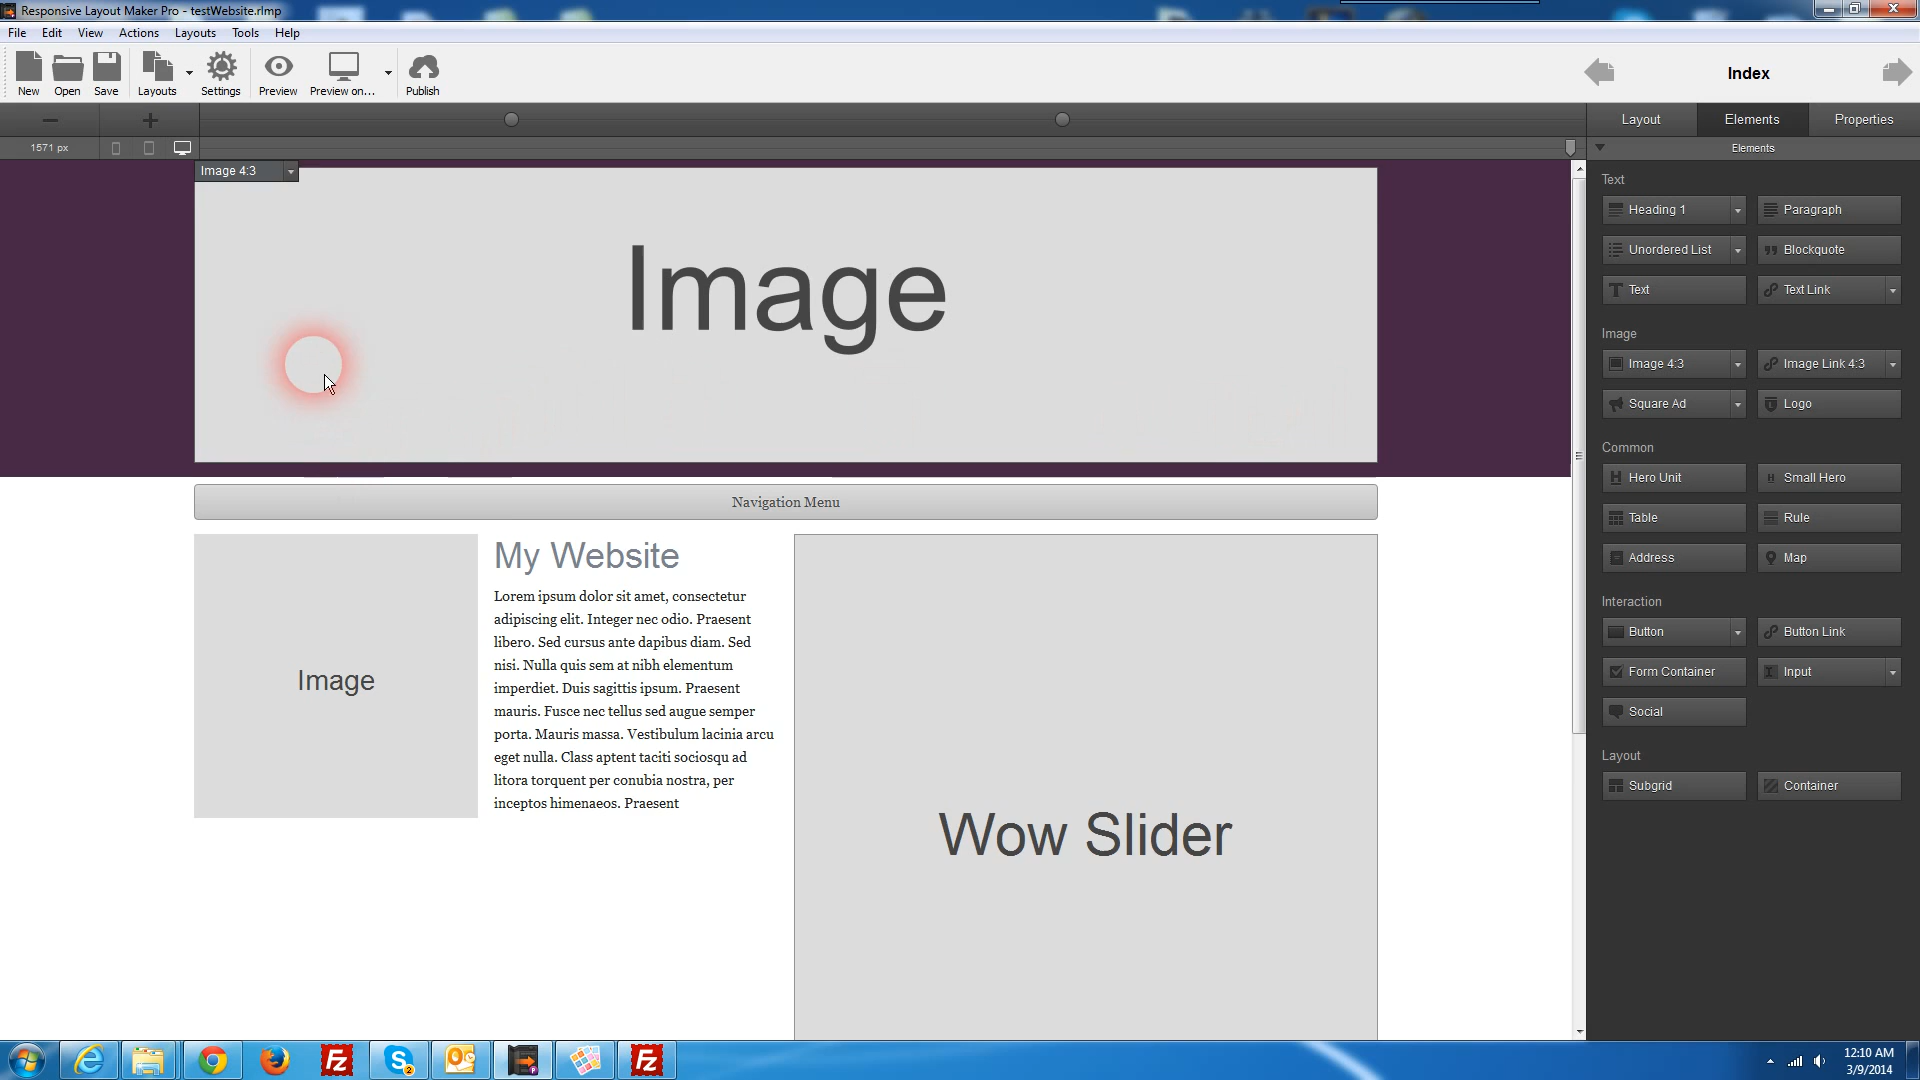 Responsive Layout Maker Pro - testWebsite.rlmp
File Edit View Actions Layouts Tools Help
New Open Save Layouts Settings Preview Preview on... Publish
Index
Layout Elements Properties
1571 px
Elements
Image 4:3
Image
Navigation Menu
Image
My Website
Lorem ipsum dolor sit amet, consectetur
adipiscing elit. Integer nec odio. Praesent
libero. Sed cursus ante dapibus diam. Sed
nisi. Nulla quis sem at nibh elementum
imperdiet. Duis sagittis ipsum. Praesent
mauris. Fusce nec tellus sed augue semper
porta. Mauris massa. Vestibulum lacinia arcu
eget nulla. Class aptent taciti sociosqu ad
litora torquent per conubia nostra, per
inceptos himenaeos. Praesent
Wow Slider
Text
Heading 1 Paragraph
Unordered List Blockquote
Text Text Link
Image
Image 4:3 Image Link 4:3
Square Ad Logo
Common
Hero Unit Small Hero
Table Rule
Address Map
Interaction
Button Button Link
Form Container Input
Social
Layout
Subgrid Container
Fz
S 2
Fz
12:10 AM
3/9/2014